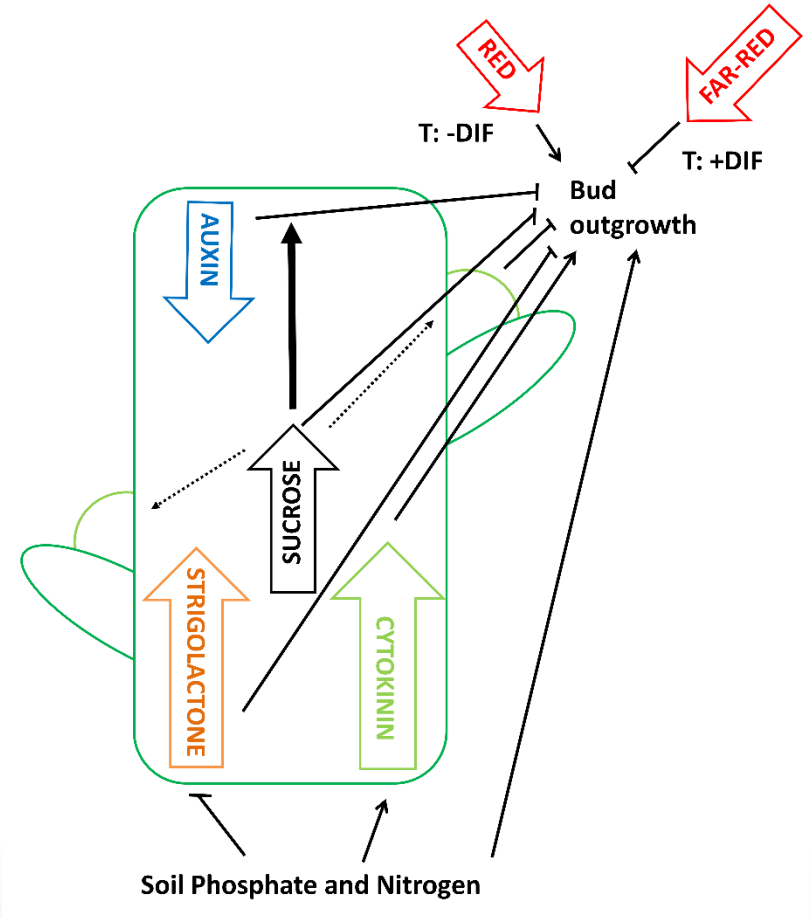 RED
FAR-RED
T: -DIF
T: +DIF
Bud
outgrowth
AUXIN
SUCROSE
STRIGOLACTONE
CYTOKININ
Soil Phosphate and Nitrogen